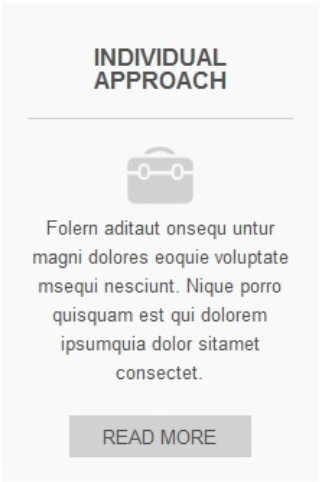 INDIVIDUAL
APPROACH
Folern aditaut onsequ untur
magni dolores eoquie voluptate
msequi nesciunt. Nique porro
quisquam est qui dolorem
ipsumquia dolor sitamet
consectet.
READ MORE